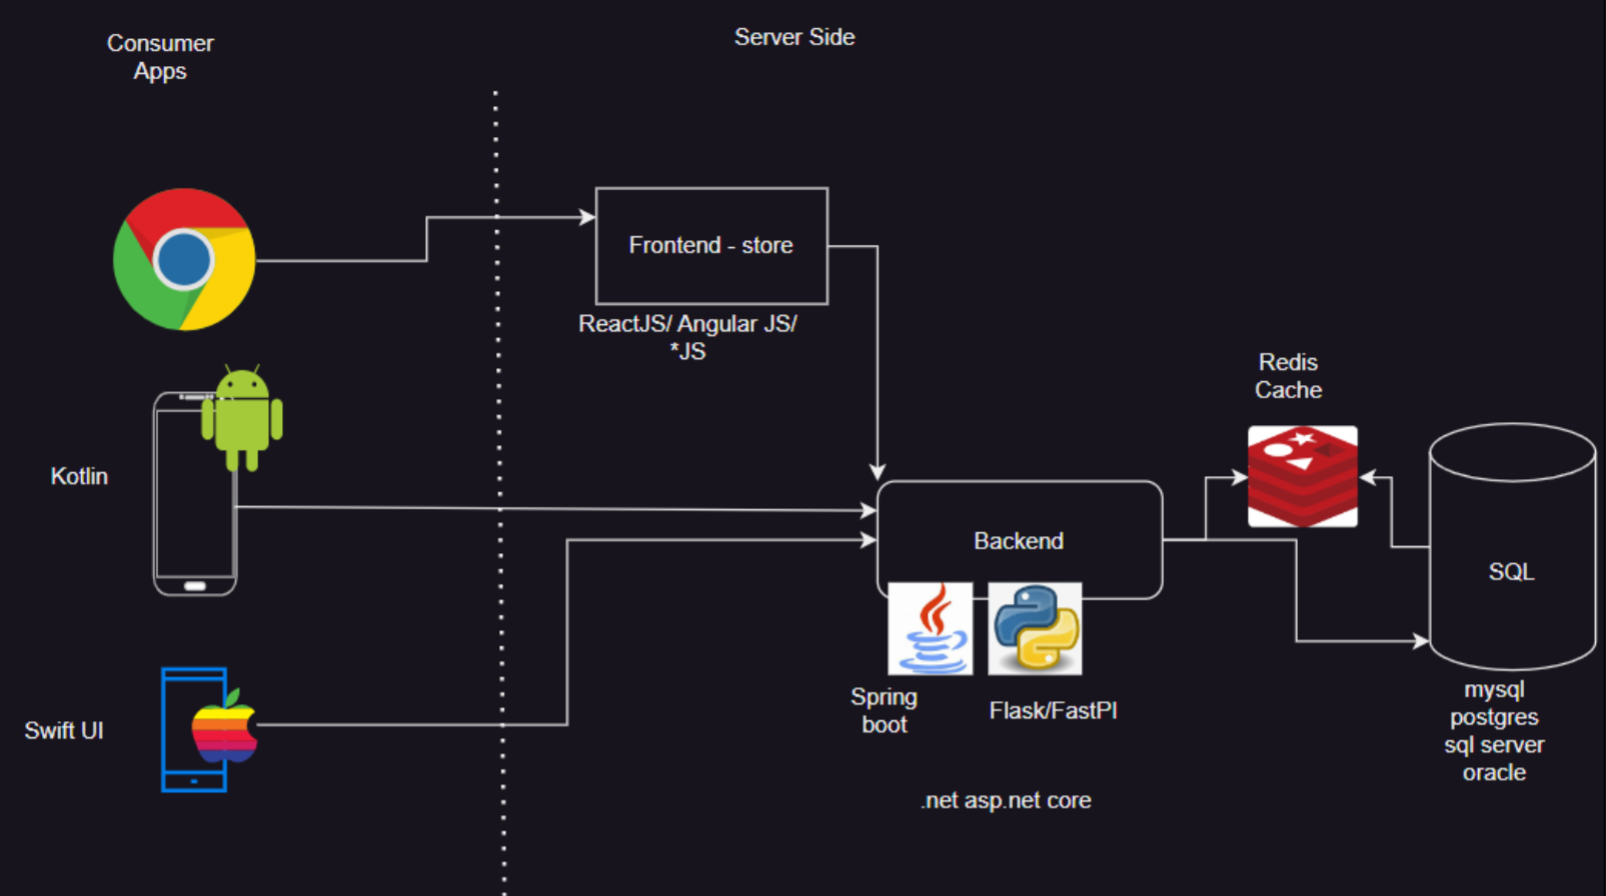 Consumer
Apps
Server Side
Frontend - store
ReactJS/ Angular JS/
*JS
Redis
Cache
Kotlin
Backend
SQL
Spring
boot
Flask/FastPI
mysql
postgres
sql server
oracle
Swift UI
.net asp.net core